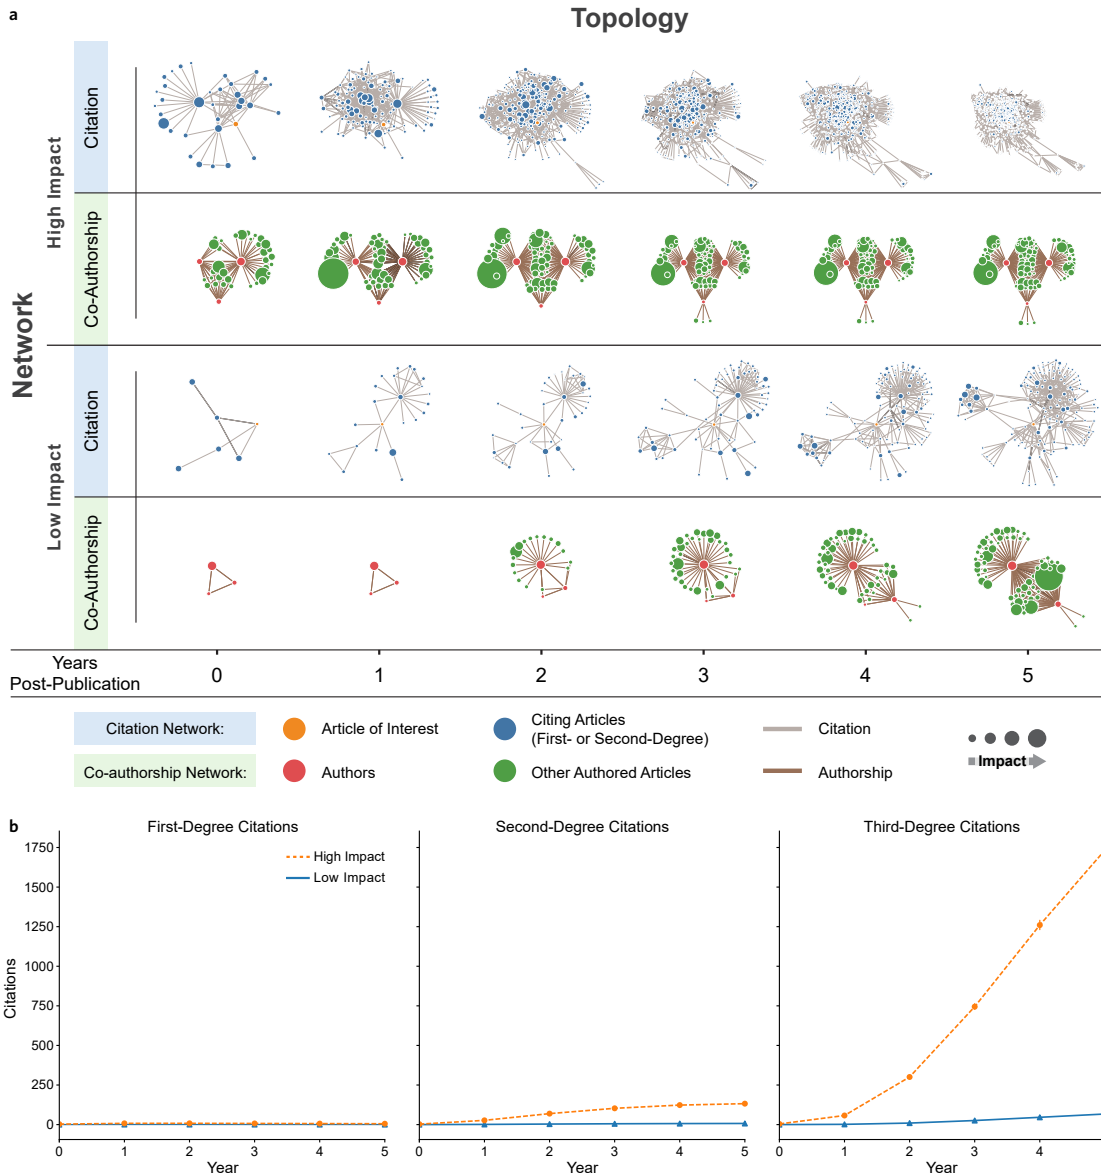 a
Topology
Network
High Impact
Citation
Co-Authorship
Low Impact
Citation
Co-Authorship
Years
Post-Publication
0 1 2 3 4 5
Citation Network:
Article of Interest
Citing Articles
(First- or Second-Degree)
Citation
Co-authorship Network:
Authors
Other Authored Articles
Authorship
Impact
b
First-Degree Citations
Second-Degree Citations
Third-Degree Citations
High Impact
Low Impact
Citations
1750
1500
1250
1000
750
500
250
0
0 1 2 3 4 5
Year
0 1 2 3 4 5
Year
0 1 2 3 4
Year